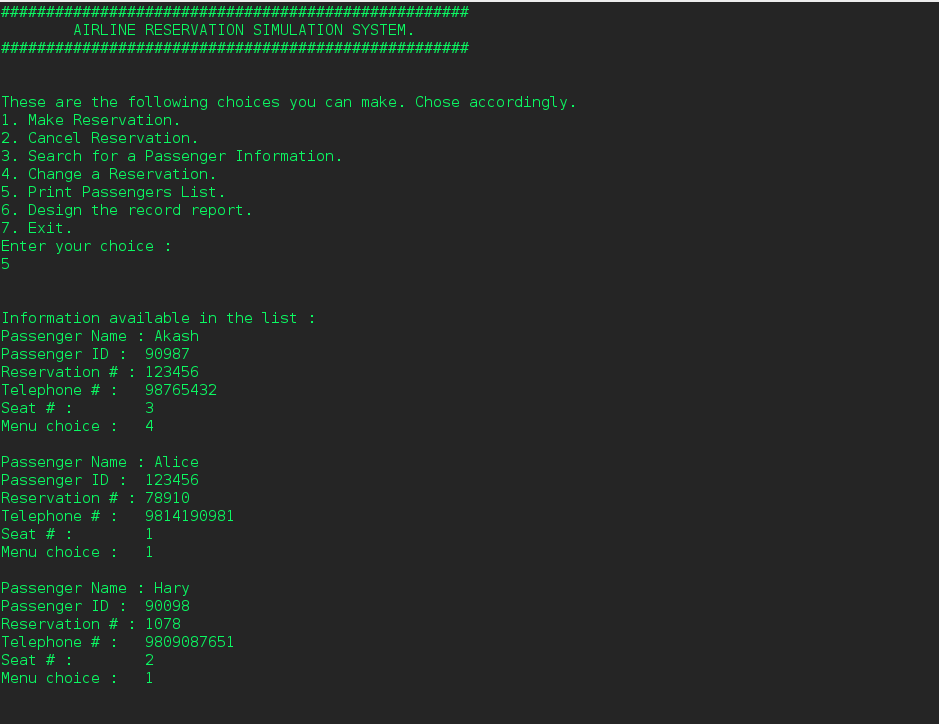 ####################################################
AIRLINE RESERVATION SIMULATION SYSTEM.
####################################################
These are the following choices you can make. Chose accordingly.
1. Make Reservation.
2. Cancel Reservation.
3. Search for a Passenger Information.
4. Change a Reservation.
5. Print Passengers List.
6. Design the record report.
7. Exit.
Enter your choice :
5
Information available in the list :
Passenger Name : Akash
Passenger ID :  90987
Reservation # : 123456
Telephone # :   98765432
Seat # :        3
Menu choice :   4
Passenger Name : Alice
Passenger ID :  123456
Reservation # : 78910
Telephone # :   9814190981
Seat # :        1
Menu choice :   1
Passenger Name : Hary
Passenger ID :  90098
Reservation # : 1078
Telephone # :   9809087651
Seat # :        2
Menu choice :   1